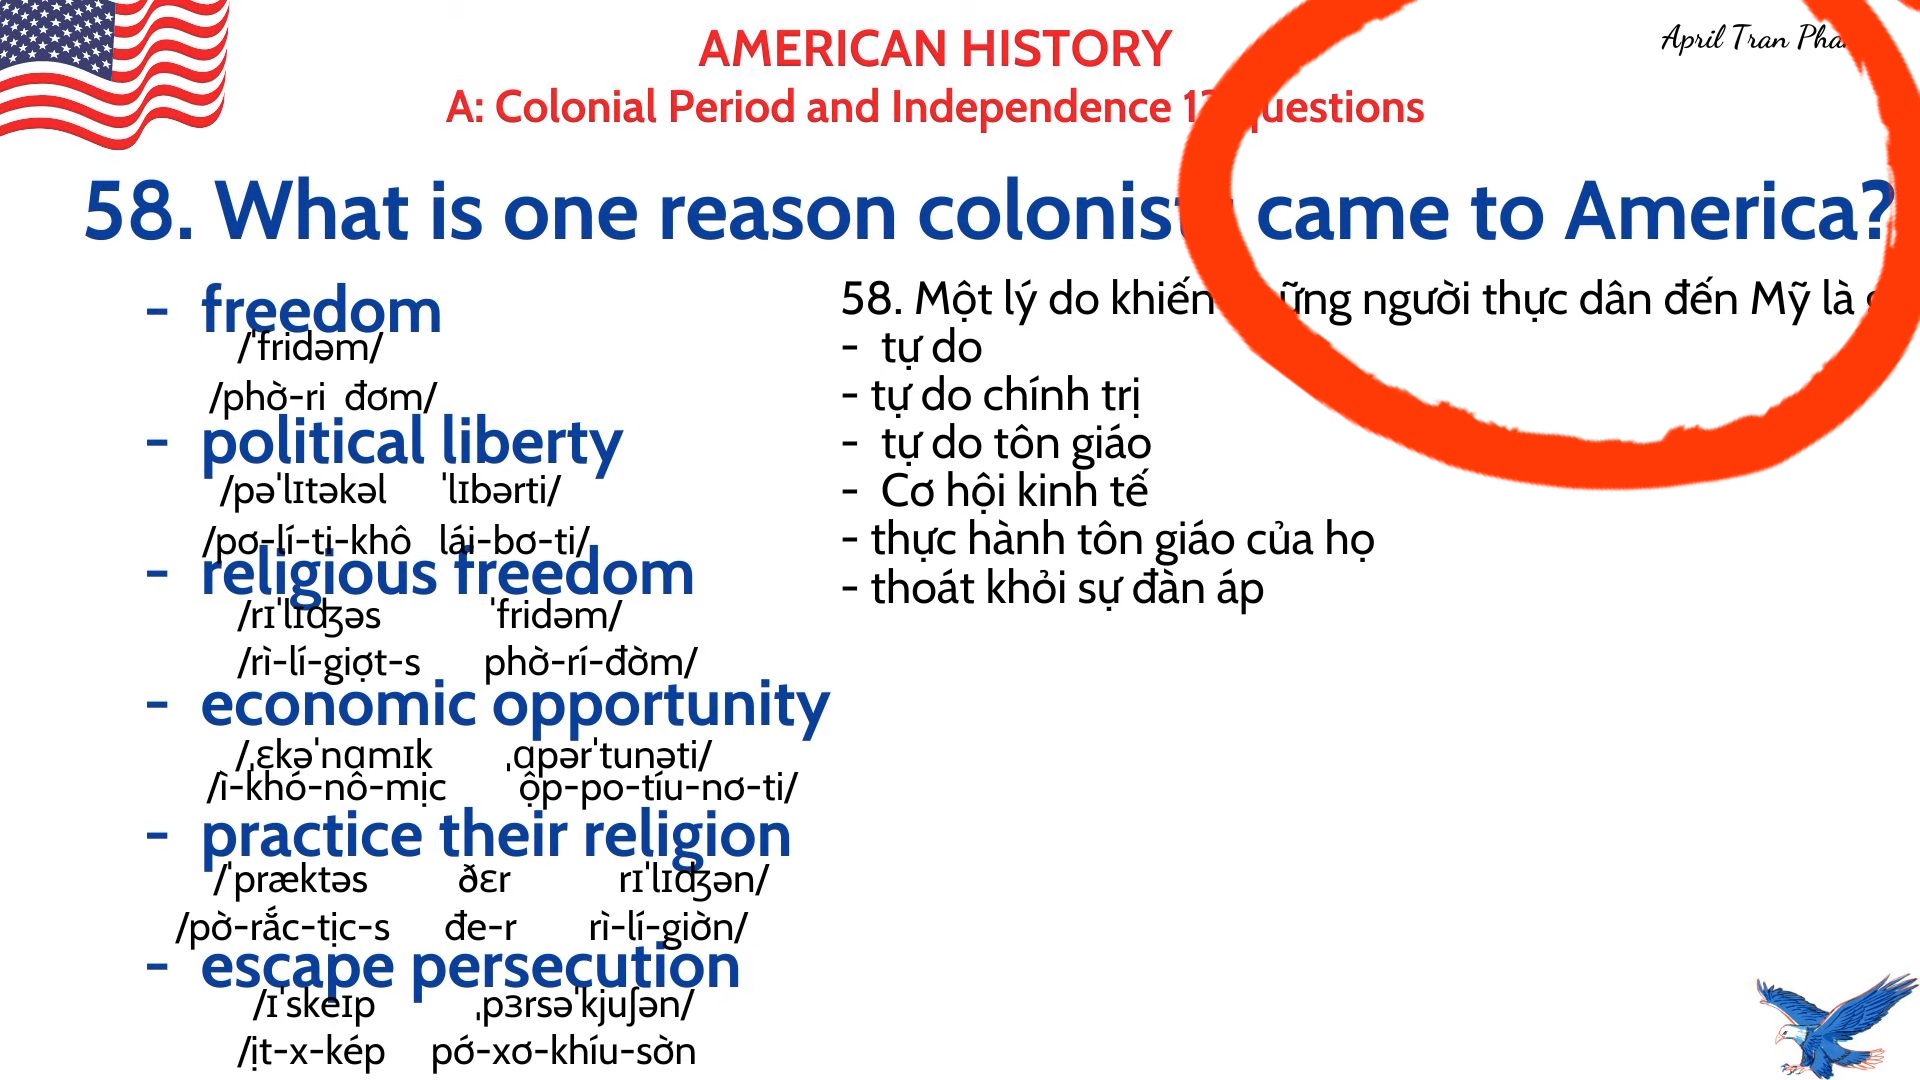 April Tran
AMERICAN HISTORY
A: Colonial Period and Independence
58. What is one reason came to America?
- freedom
/ˈfridəm/
/phờ-ri đơm/
- political liberty
/pəˈlɪtəkəl ˈlɪbərti/
/pơ-lí-ti-khô lái-bơ-ti/
- religious freedom
/rɪˈlɪʤəs ˈfridəm/
/rì-lí-giợt-s phờ-rí-đờm/
- economic opportunity
/ˌɛkəˈnɑmɪk ˌɑpərˈtunəti/
/ì-khó-nô-mịc ộp-po-tíu-nơ-ti/
- practice their religion
/ˈpræktəs ðɛr rɪˈlɪʤən/
/pờ-rắc-tịc-s đe-r rì-lí-giờn/
- escape persecution
/ɪˈskeɪp ˌpɜrsəˈkjuʃən/
/ịt-x-kép pớ-xơ-khíu-sờn
58. Một lý do khiến người thực dân đến Mỹ là
- tự do
- tự do chính trị
- tự do tôn giáo
- Cơ hội kinh tế
- thực hành tôn giáo của họ
- thoát khỏi sự đàn áp